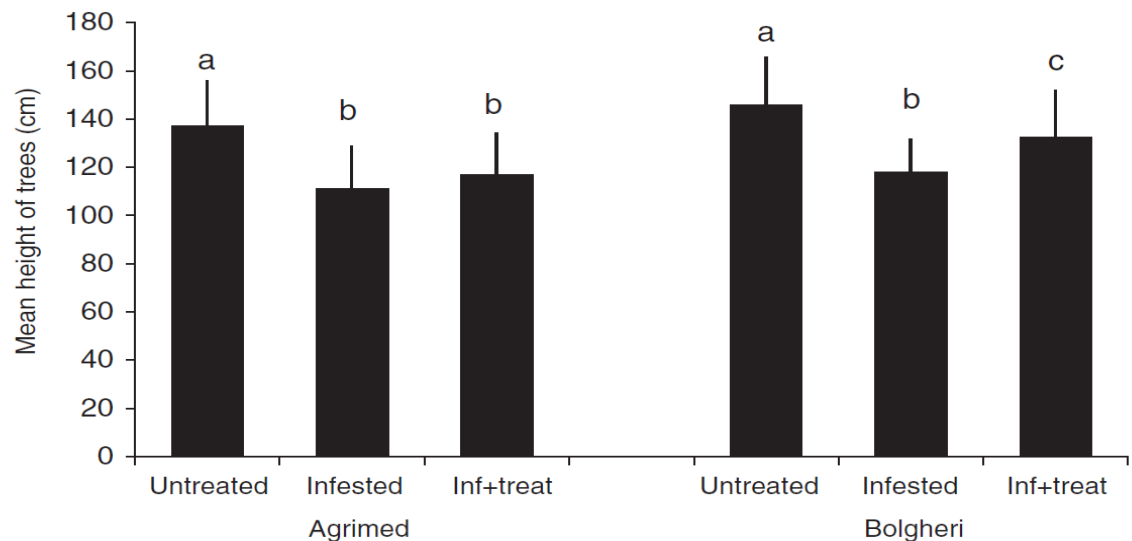 Mean height of trees (cm)
180
160
140
120
100
80
60
40
20
0
a
b
b
a
b
c
Untreated Infested Inf+treat Untreated Infested Inf+treat
Agrimed Bolgheri